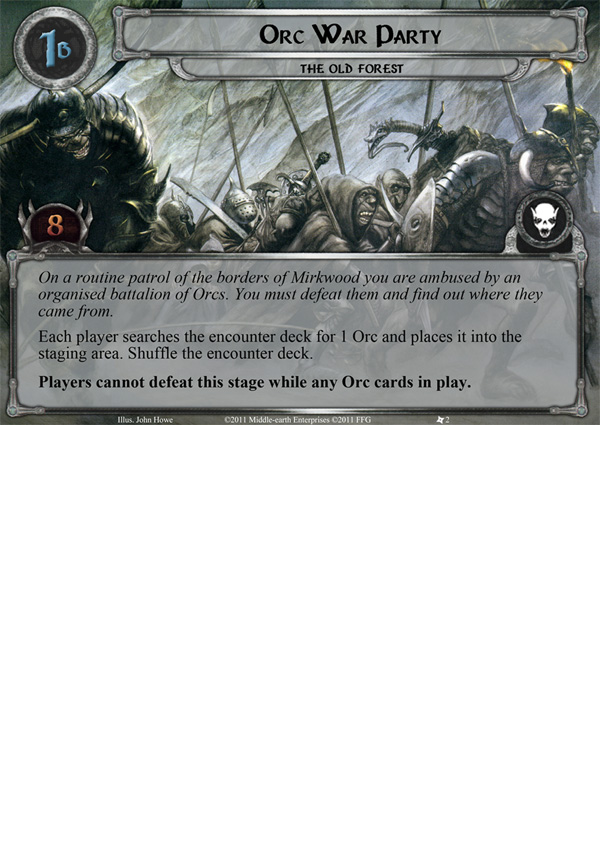 1B
Orc War Party
The Old Forest
8
On a routine patrol of the borders of Mirkwood you are ambused by an
organised battalion of Orcs. You must defeat them and find out where they
came from.
Each player searches the encounter deck for 1 Orc and places it into the
staging area. Shuffle the encounter deck.
Players cannot defeat this stage while any Orc cards in play.
Illus. John Howe ©2011 Middle-earth Enterprises ©2011 FFG 2